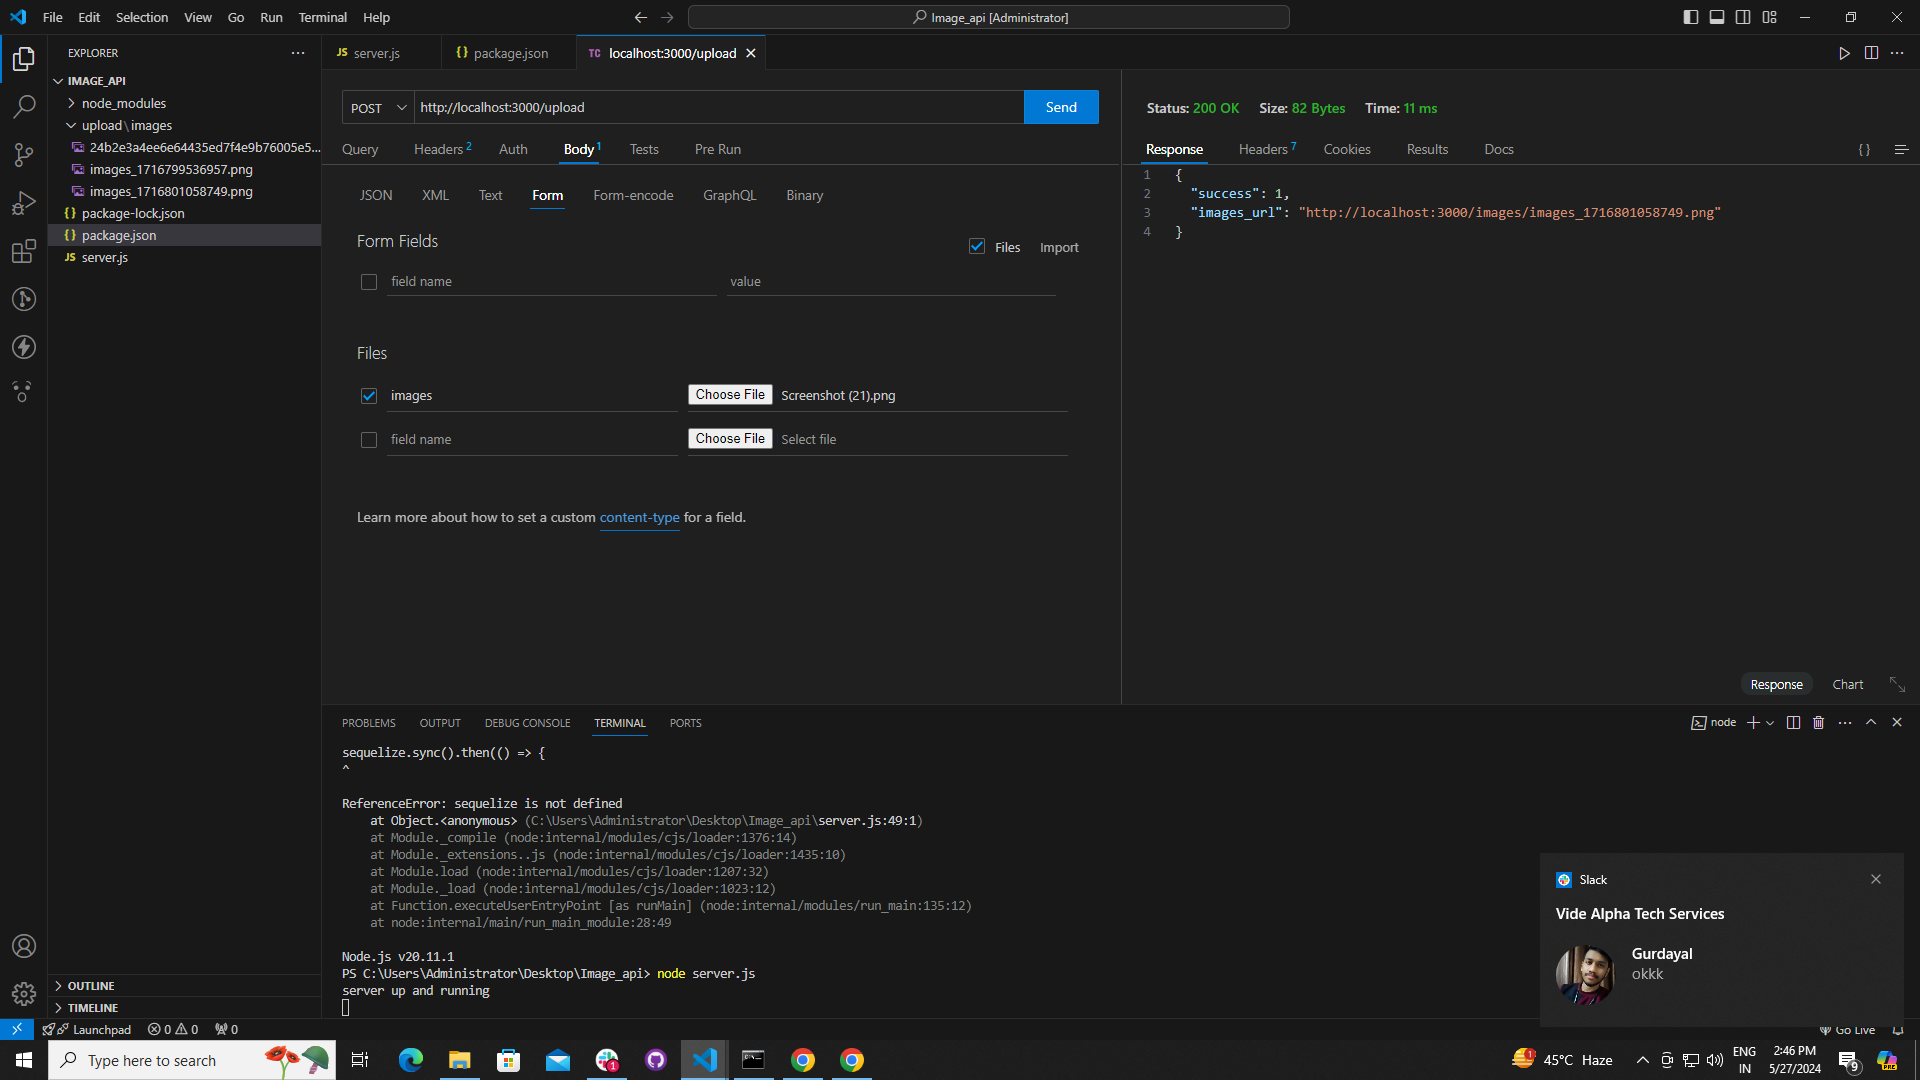 File Edit Selection View Go Run Terminal Help
Image_api [Administrator]
EXPLORER
IMAGE_API
node_modules
upload\images
24b2e3a4ee6e64435ed7f4e9b76005e5...
images_1716799536957.png
images_1716801058749.png
{} package-lock.json
{} package.json
JS server.js
OUTLINE
TIMELINE
JS server.js
{} package.json
TC localhost:3000/upload
POST
http://localhost:3000/upload
Send
Query Headers 2 Auth Body 1 Tests Pre Run
JSON XML Text Form Form-encode GraphQL Binary
Form Fields
Files Import
field name value
Files
images Choose File Screenshot (21).png
field name Choose File Select file
Learn more about how to set a custom content-type for a field.
Status: 200 OK Size: 82 Bytes Time: 11 ms
Response Headers 7 Cookies Results Docs {}
1 {
2 "success": 1,
3 "images_url": "http://localhost:3000/images/images_1716801058749.png"
4 }
Response Chart
PROBLEMS OUTPUT DEBUG CONSOLE TERMINAL PORTS
node
sequelize.sync().then(() => {
^
ReferenceError: sequelize is not defined
at Object.<anonymous> (C:\Users\Administrator\Desktop\Image_api\server.js:49:1)
at Module._compile (node:internal/modules/cjs/loader:1376:14)
at Module._extensions..js (node:internal/modules/cjs/loader:1435:10)
at Module.load (node:internal/modules/cjs/loader:1207:32)
at Module._load (node:internal/modules/cjs/loader:1023:12)
at Function.executeUserEntryPoint [as runMain] (node:internal/modules/run_main:135:12)
at node:internal/main/run_main_module:28:49
Node.js v20.11.1
PS C:\Users\Administrator\Desktop\Image_api> node server.js
server up and running
Slack
Vide Alpha Tech Services
Gurdayal
okkk
Launchpad 0 0 0
Go Live
Type here to search
1
1
45°C Haze
ENG
IN
2:46 PM
5/27/2024
9
PRE